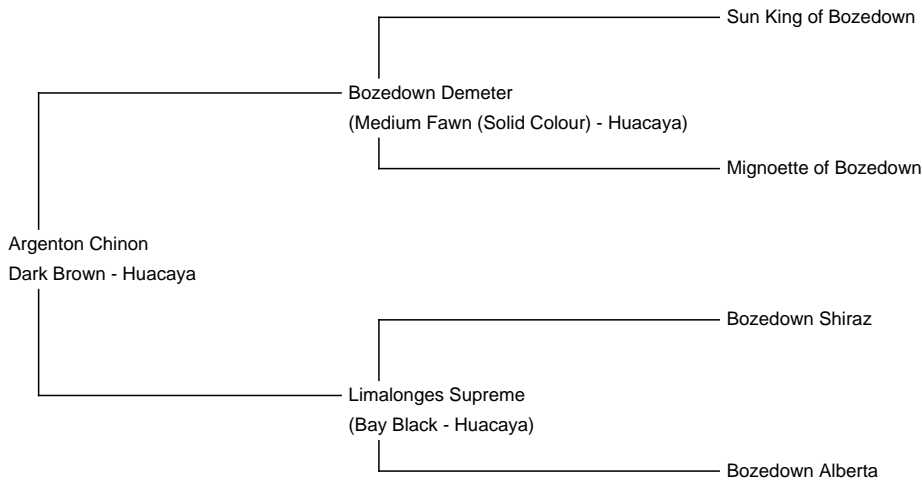 Sun King of Bozedown
Bozedown Demeter
(Medium Fawn (Solid Colour) - Huacaya)
Mignoette of Bozedown
Argenton Chinon
Dark Brown - Huacaya
Bozedown Shiraz
Limalonges Supreme
(Bay Black - Huacaya)
Bozedown Alberta